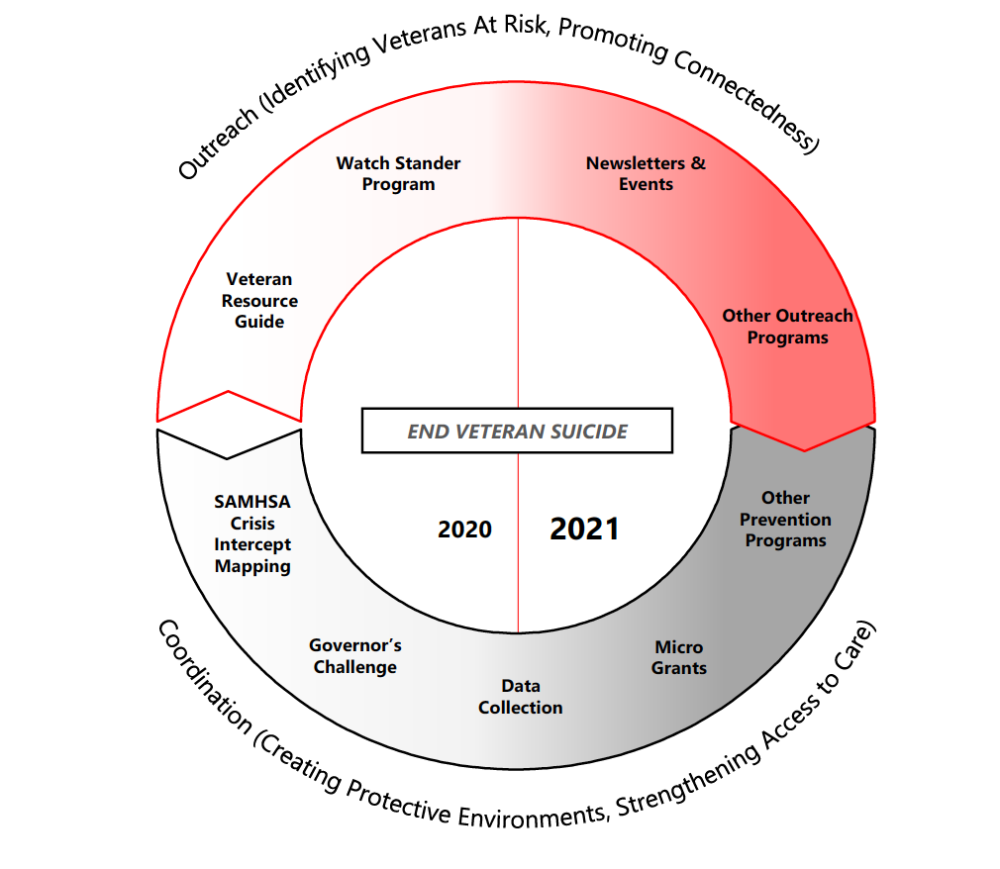 Outreach (Identifying Veterans At Risk, Promoting Connectedness)
Watch Stander
Program
Newsletters &
Events
Veteran
Resource
Guide
Other Outreach
Programs
END VETERAN SUICIDE
2020
2021
SAMHSA
Crisis
Intercept
Mapping
Other
Prevention
Programs
Governor’s
Challenge
Micro
Grants
Data
Collection
Coordination (Creating Protective Environments, Strengthening Access to Care)